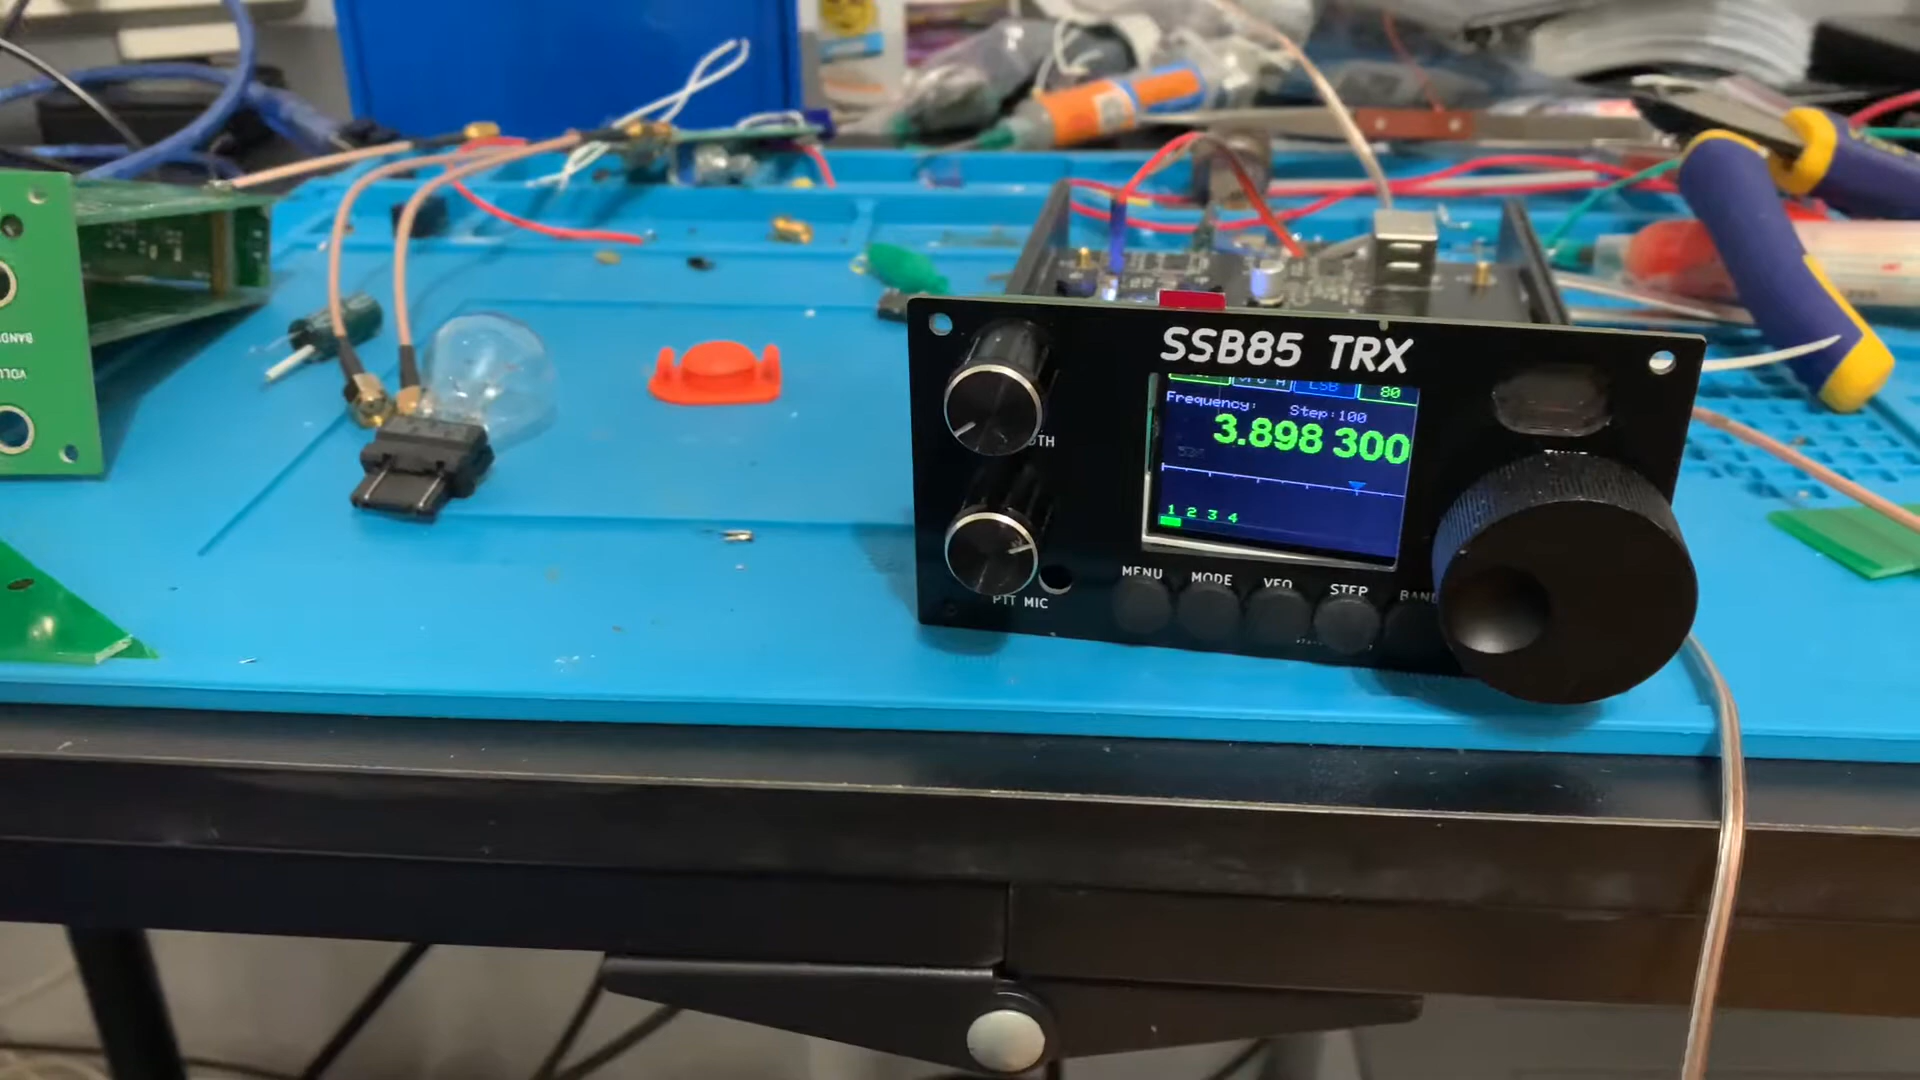 SSB85 TRX
LSB
80
Frequency: Step:100
3.898 300
1 2 3 4
MENU MODE VFO STEP BAND
PTT MIC